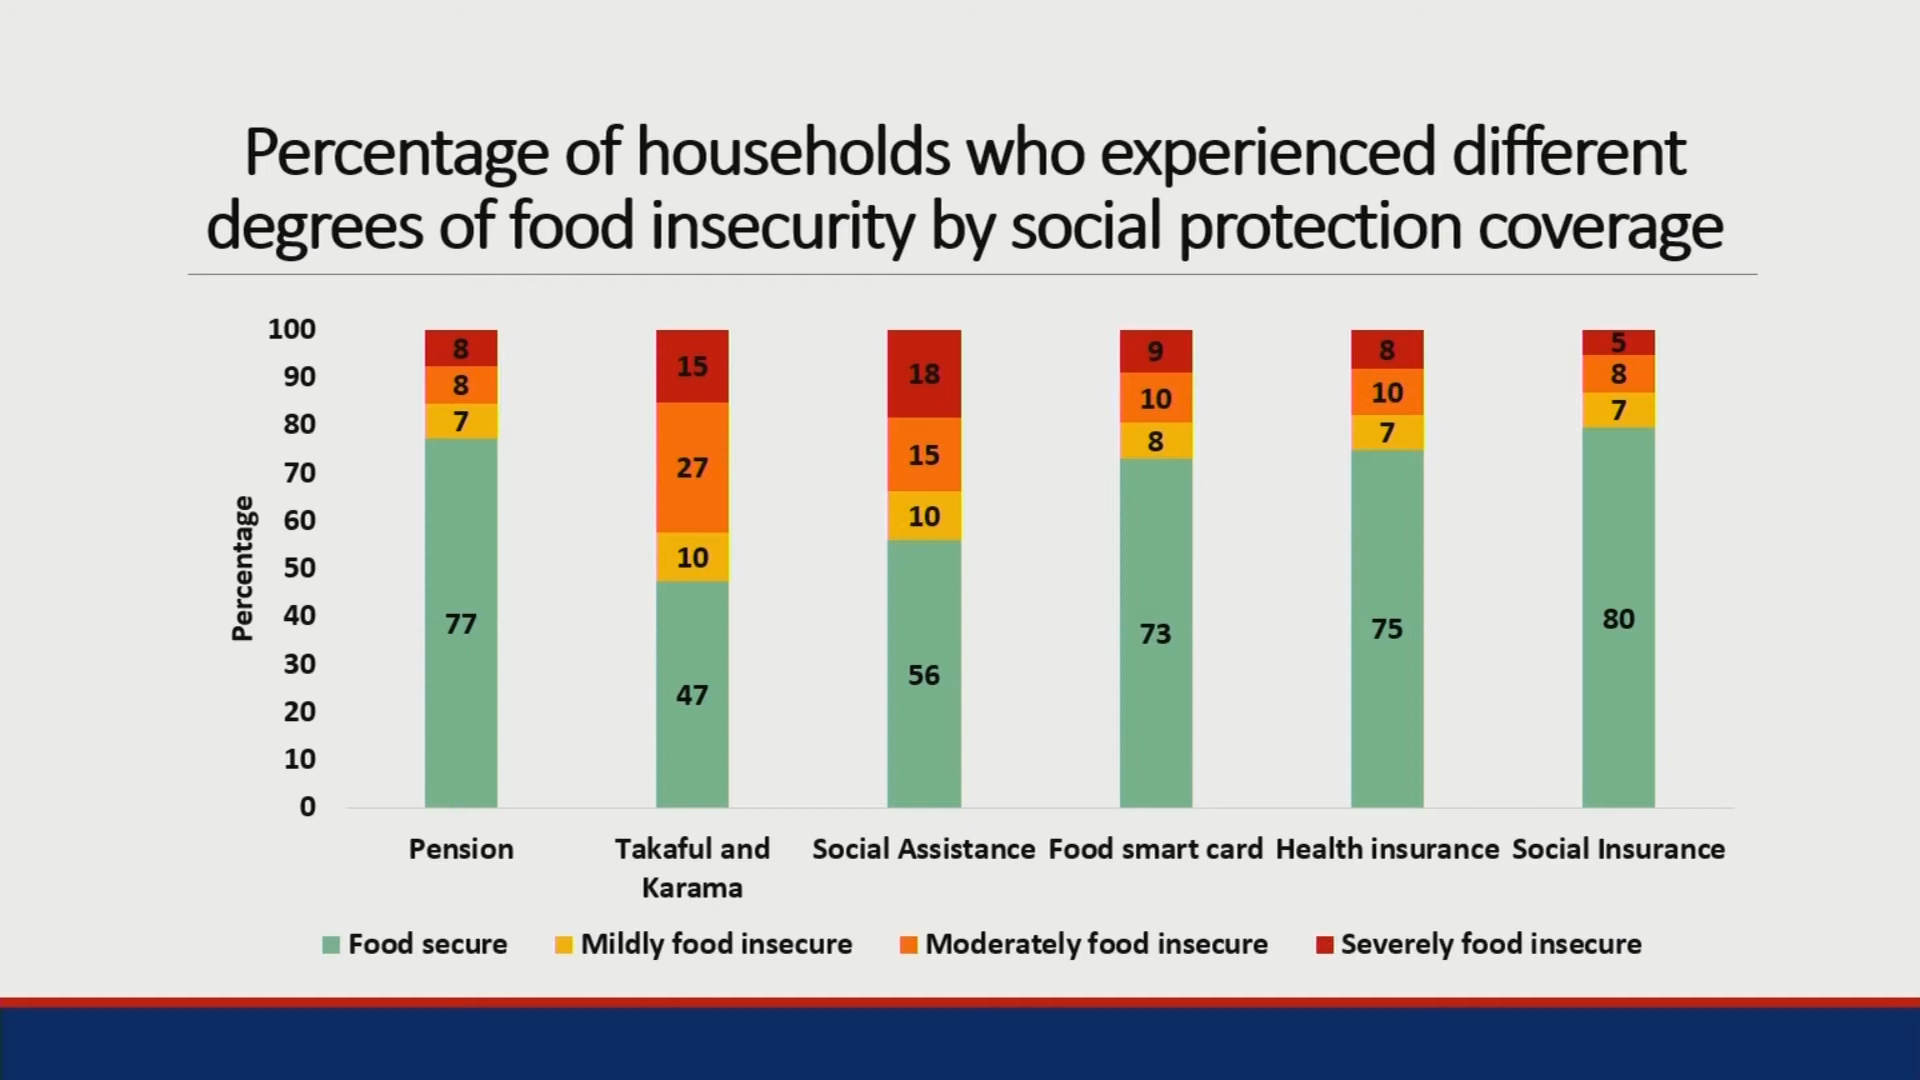 Percentage of households who experienced different
degrees of food insecurity by social protection coverage
Percentage
100
90
80
70
60
50
40
30
20
10
0
8
8
7
77
15
27
10
47
18
15
10
56
9
10
8
73
8
10
7
75
5
8
7
80
Pension
Takaful and
Karama
Social Assistance
Food smart card
Health insurance
Social Insurance
Food secure
Mildly food insecure
Moderately food insecure
Severely food insecure